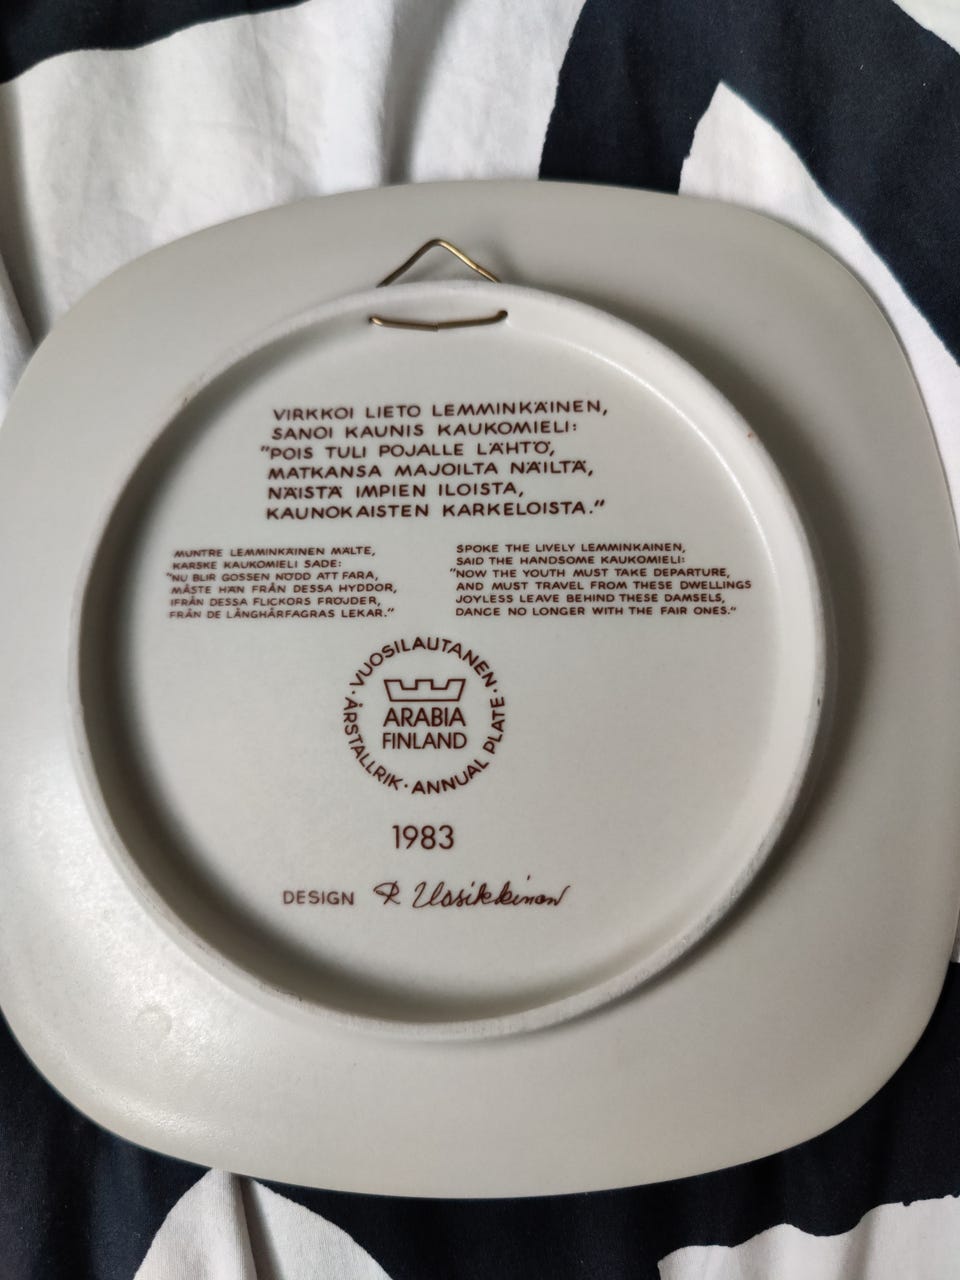 VIRKKOI LIETO LEMMINKÄINEN,
SANOI KAUNIS KAUKOMIELI:
"POIS TULI POJALLE LÄHTÖ,
MATKANSA MAJOILTA NÄILTÄ,
NÄISTÄ IMPIEN ILOISTA,
KAUNOKAISTEN KARKELOISTA."
MUNTRE LEMMINKÄINEN MÄLTE,
KARSKE KAUKOMIELI SADE:
"NU BLIR GOSSEN NÖDD ATT FARA,
MÅSTE HÄN FRÅN DESSA HYDDOR,
IFRÅN DESSA FLICKORS FRÖJDER,
FRÅN DE LÅNGHÅRFAGRAS LEKAR."
SPOKE THE LIVELY LEMMINKAINEN,
SAID THE HANDSOME KAUKOMIELI:
"NOW THE YOUTH MUST TAKE DEPARTURE,
AND MUST TRAVEL FROM THESE DWELLINGS
JOYLESS LEAVE BEHIND THESE DAMSELS,
DANCE NO LONGER WITH THE FAIR ONES."
· VUOSILAUTANEN · ANNUAL PLATE · ÅRSTALLRIK
ARABIA
FINLAND
1983
DESIGN R Uosikkinen